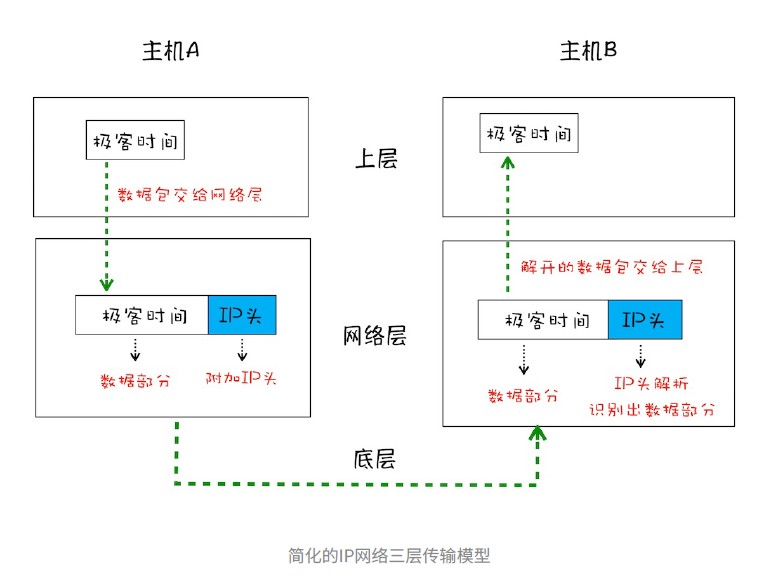 主机A
主机B
极客时间
极客时间
上层
数据包交给网络层
解开的数据包交给上层
极客时间
IP头
网络层
极客时间
IP头
数据部分
附加IP头
数据部分
IP头解析
识别出数据部分
底层
简化的IP网络三层传输模型